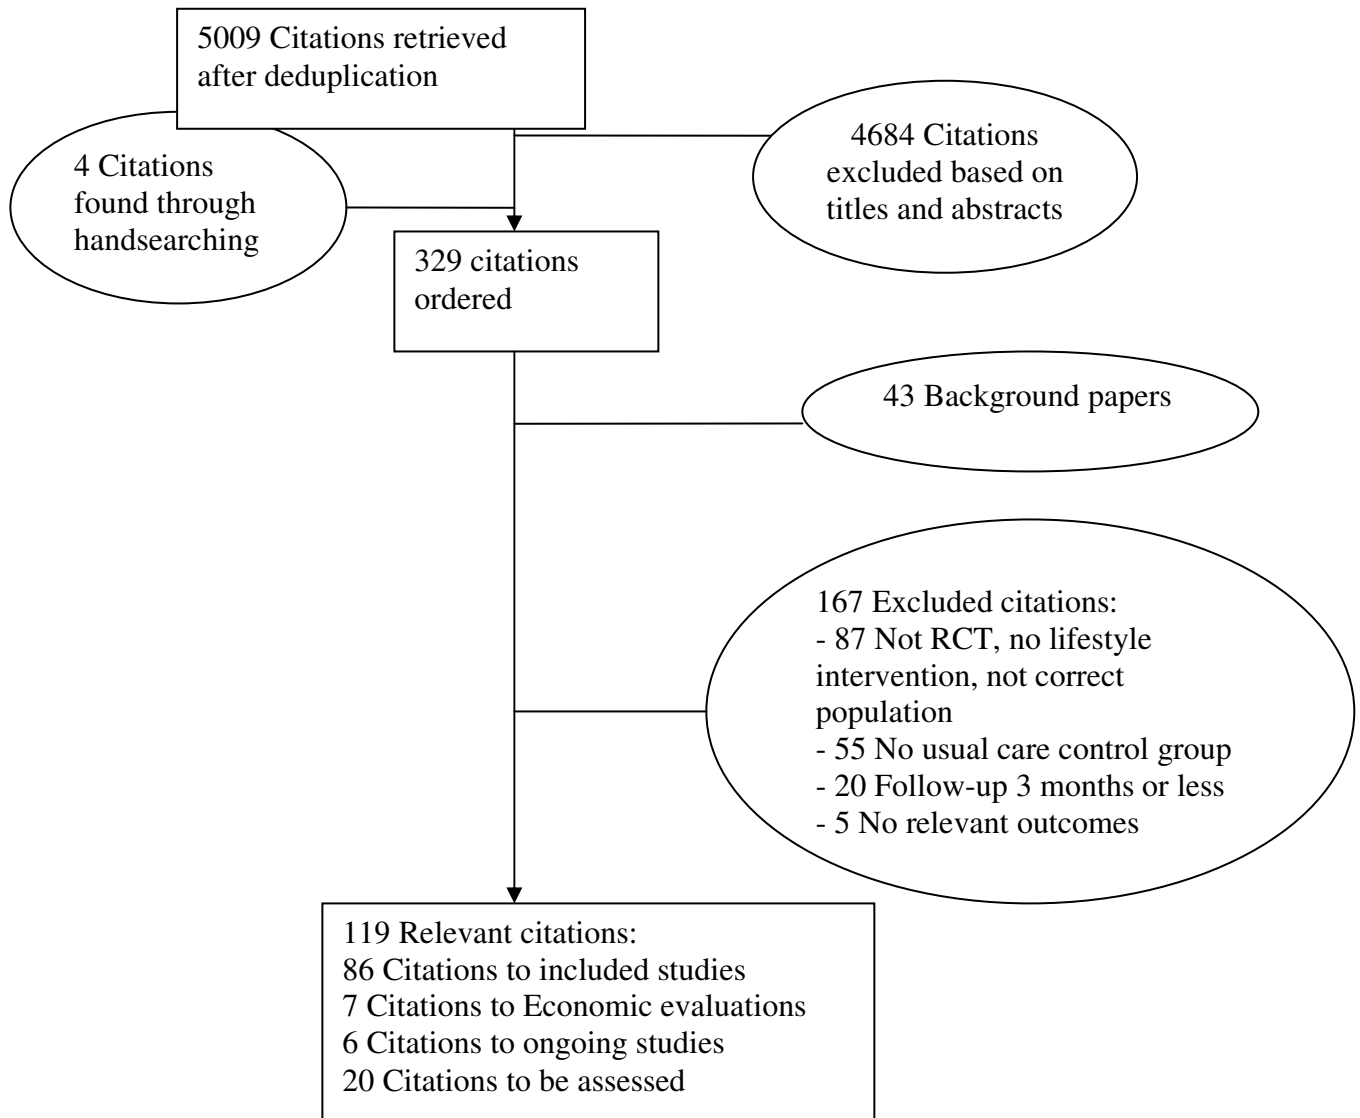 5009 Citations retrieved
after deduplication
4684 Citations
excluded based on
titles and abstracts
4 Citations
found through
handsearching
329 citations
ordered
43 Background papers
167 Excluded citations:
- 87 Not RCT, no lifestyle
intervention, not correct
population
- 55 No usual care control group
- 20 Follow-up 3 months or less
- 5 No relevant outcomes
119 Relevant citations:
86 Citations to included studies
7 Citations to Economic evaluations
6 Citations to ongoing studies
20 Citations to be assessed